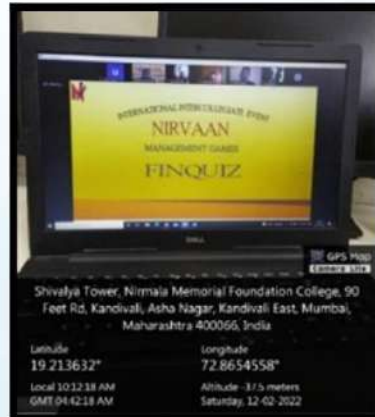 INTERNATIONAL INTERCOLLEGIATE EVENT
NIRVAAN
MANAGEMENT GAMES
FINQUIZ
DELL
GPS Map
Camera Lite
Shivalya Tower, Nirmala Memorial Foundation College, 90
Feet Rd, Kandivali, Asha Nagar, Kandivali East, Mumbai,
Maharashtra 400066, India
Latitude
19.213632°
Longitude
72.8654558°
Local 10:12:18 AM
GMT 04:42:18 AM
Altitude -37.5 meters
Saturday, 12-02-2022